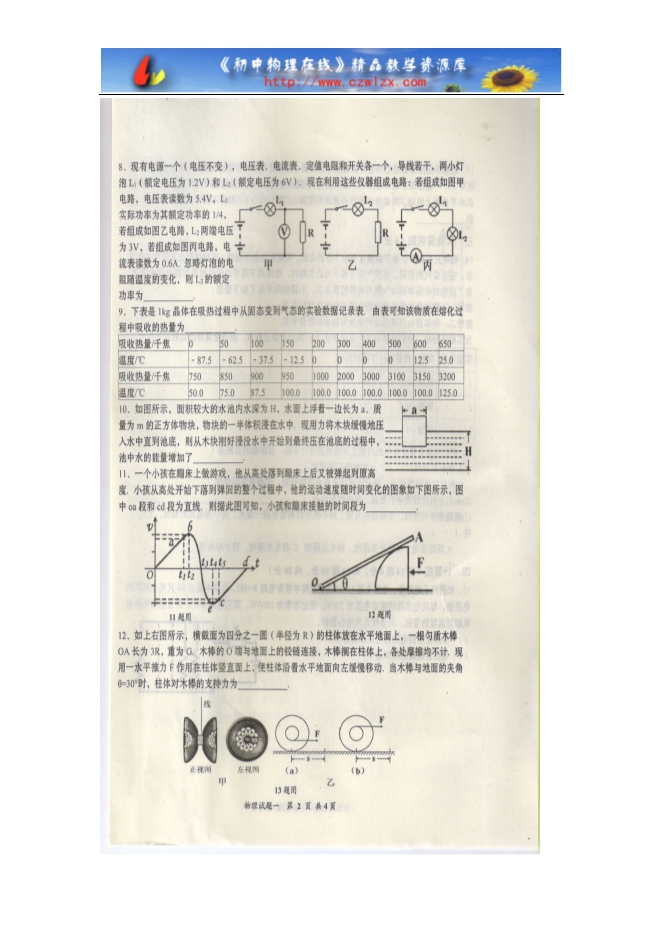 《初中物理在线》精品教学资源库
http://www.czwlzx.com
8、现有电源一个（电压不变），电压表、电流表、定值电阻和开关各一个，导线若干，两小灯
泡L₁（额定电压为1.2V）和L₂（额定电压为6V）．现在利用这些仪器组成电路：若组成如图甲
电路，电压表读数为5.4V，L₁
实际功率为其额定功率的1/4，
若组成如图乙电路，L₂两端电压
为3V，若组成如图丙电路，电
流表读数为0.6A．忽略灯泡的电
阻随温度的变化，则L₂的额定
功率为________．
L₁
V
R
甲
L₂
R
乙
L₁
L₂
A
丙
9、下表是1kg晶体在吸热过程中从固态变到气态的实验数据记录表．由表可知该物质在熔化过
程中吸收的热量为________．
吸收热量/千焦 0 50 100 150 200 300 400 500 600 650
温度/℃ -87.5 -62.5 -37.5 -12.5 0 0 0 0 12.5 25.0
吸收热量/千焦 750 850 900 950 1000 2000 3000 3100 3150 3200
温度/℃ 50.0 75.0 87.5 100.0 100.0 100.0 100.0 100.0 100.0 125.0
10、如图所示，面积较大的水池内水深为H，水面上浮着一边长为a、质
量为m的正方体物块，物块的一半体积浸在水中．现用力将木块缓慢地压
入水中直到池底，则从木块刚好浸没水中开始到最终压在池底的过程中，
池中水的能量增加了________．
a
H
11、一个小孩在蹦床上做游戏，他从高处落到蹦床上后又被弹起到原高
度．小孩从高处开始下落到弹回的整个过程中，他的运动速度随时间变化的图象如下图所示，图
中oa段和cd段为直线．则据此图可知，小孩和蹦床接触的时间段为________．
v
a
b
O
t₁t₂
t₃t₄t₅
d
t
e
c
11题图
A
F
O
θ
12题图
12、如上右图所示，横截面为四分之一圆（半径为R）的柱体放在水平地面上，一根匀质木棒
OA长为3R，重为G．木棒的O端与地面上的铰链连接，木棒搁在柱体上，各处摩擦均不计．现
用一水平推力F作用在柱体竖直面上，使柱体沿着水平地面向左缓慢移动．当木棒与地面的夹角
θ=30°时，柱体对木棒的支持力为________．
线
正视图
左视图
甲
F
s
（a）
F
s
（b）
乙
13题图
物理试题一 第2页 共4页